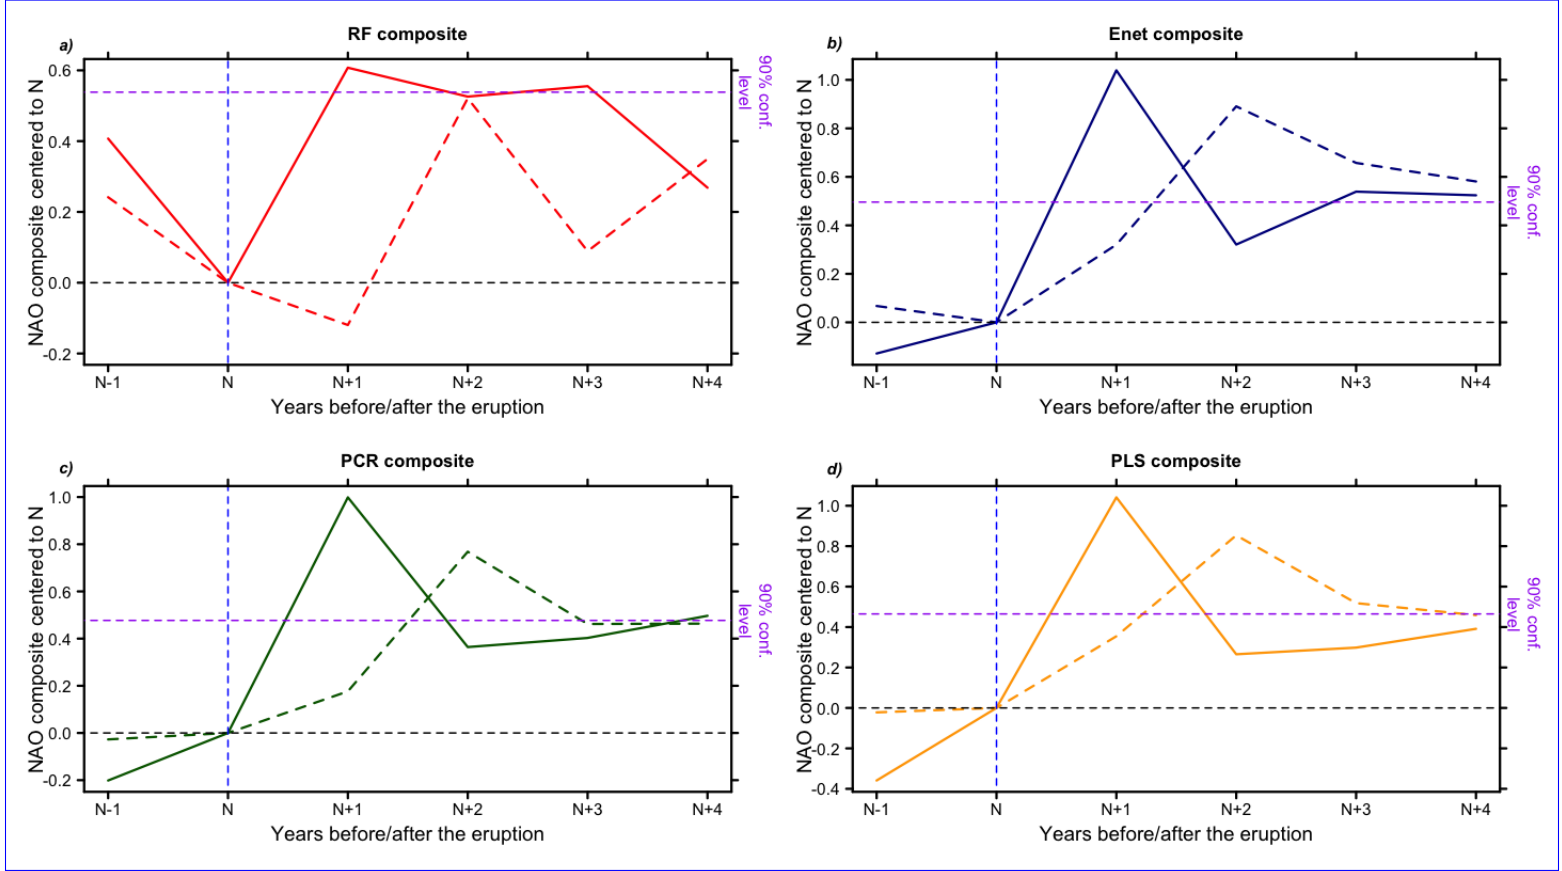 a)
RF composite
NAO composite centered to N
0.6
0.4
0.2
0.0
-0.2
90% conf.
level
N-1 N N+1 N+2 N+3 N+4
Years before/after the eruption
b)
Enet composite
NAO composite centered to N
1.0
0.8
0.6
0.4
0.2
0.0
90% conf.
level
N-1 N N+1 N+2 N+3 N+4
Years before/after the eruption
c)
PCR composite
NAO composite centered to N
1.0
0.8
0.6
0.4
0.2
0.0
-0.2
90% conf.
level
N-1 N N+1 N+2 N+3 N+4
Years before/after the eruption
d)
PLS composite
NAO composite centered to N
1.0
0.8
0.6
0.4
0.2
0.0
-0.2
-0.4
90% conf.
level
N-1 N N+1 N+2 N+3 N+4
Years before/after the eruption